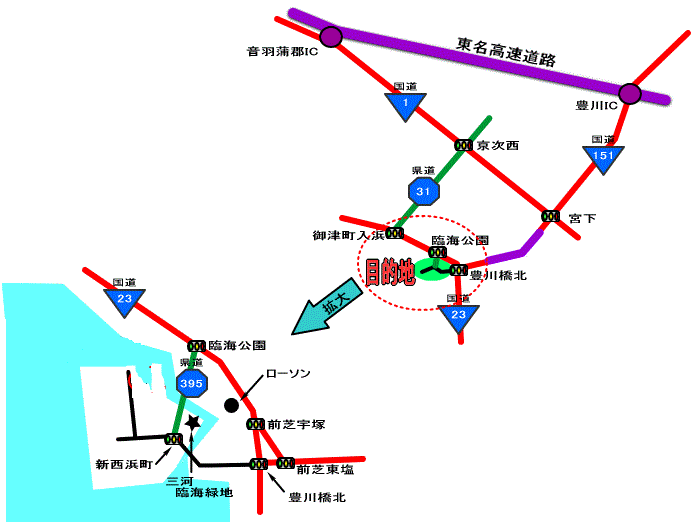 東名高速道路
音羽蒲郡IC
国道
1
豊川IC
国道
151
京次西
県道
31
宮下
御津町入浜
臨海公園
目的地
豊川橋北
国道
23
拡大
国道
23
臨海公園
県道
395
ローソン
前芝宇塚
新西浜町
三河
臨海緑地
前芝東塩
豊川橋北